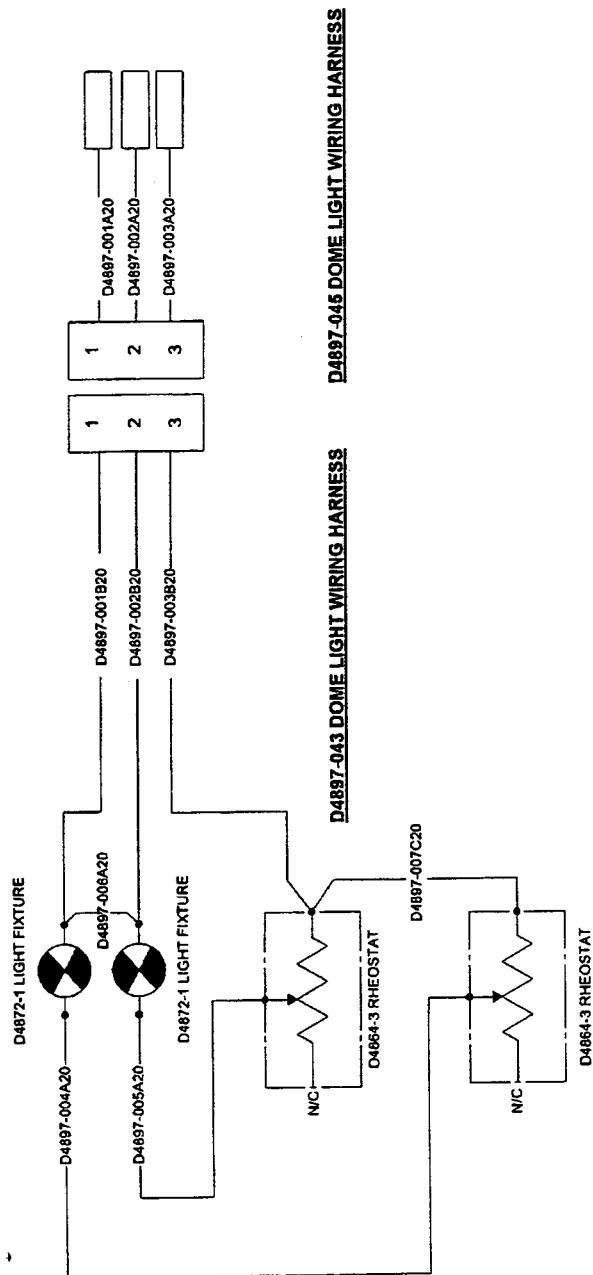 D4872-1 LIGHT FIXTURE
D4897-004A20
D4897-006A20
D4897-001B20
1
1
D4897-001A20
D4897-005A20
D4897-002B20
2
2
D4897-002A20
D4872-1 LIGHT FIXTURE
D4897-003B20
3
3
D4897-003A20
N/C
D4864-3 RHEOSTAT
D4897-043 DOME LIGHT WIRING HARNESS
D4897-045 DOME LIGHT WIRING HARNESS
D4897-007C20
N/C
D4864-3 RHEOSTAT